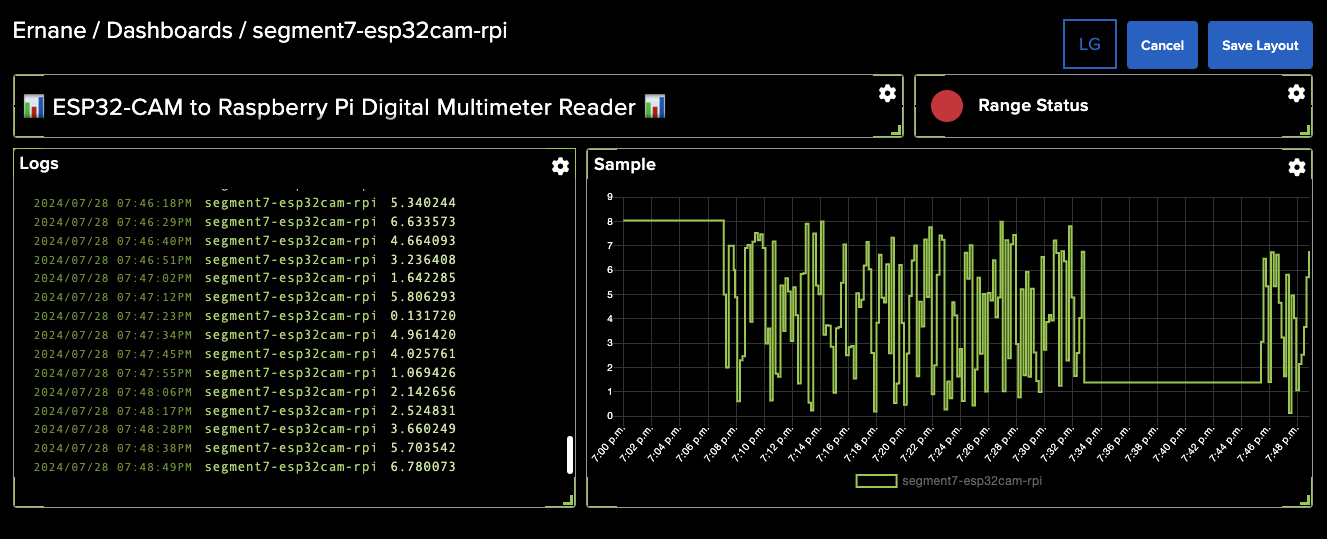 Ernane / Dashboards / segment7-esp32cam-rpi
LG
Cancel
Save Layout
📊 ESP32-CAM to Raspberry Pi Digital Multimeter Reader 📊
Range Status
Logs
2024/07/28 07:46:18PM segment7-esp32cam-rpi 5.340244
2024/07/28 07:46:29PM segment7-esp32cam-rpi 6.633573
2024/07/28 07:46:40PM segment7-esp32cam-rpi 4.664093
2024/07/28 07:46:51PM segment7-esp32cam-rpi 3.236408
2024/07/28 07:47:02PM segment7-esp32cam-rpi 1.642285
2024/07/28 07:47:12PM segment7-esp32cam-rpi 5.806293
2024/07/28 07:47:23PM segment7-esp32cam-rpi 0.131720
2024/07/28 07:47:34PM segment7-esp32cam-rpi 4.961420
2024/07/28 07:47:45PM segment7-esp32cam-rpi 4.025761
2024/07/28 07:47:55PM segment7-esp32cam-rpi 1.069426
2024/07/28 07:48:06PM segment7-esp32cam-rpi 2.142656
2024/07/28 07:48:17PM segment7-esp32cam-rpi 2.524831
2024/07/28 07:48:28PM segment7-esp32cam-rpi 3.660249
2024/07/28 07:48:38PM segment7-esp32cam-rpi 5.703542
2024/07/28 07:48:49PM segment7-esp32cam-rpi 6.780073
Sample
9
8
7
6
5
4
3
2
1
0
7:00 p.m.
7:02 p.m.
7:04 p.m.
7:06 p.m.
7:08 p.m.
7:10 p.m.
7:12 p.m.
7:14 p.m.
7:16 p.m.
7:18 p.m.
7:20 p.m.
7:22 p.m.
7:24 p.m.
7:26 p.m.
7:28 p.m.
7:30 p.m.
7:32 p.m.
7:34 p.m.
7:36 p.m.
7:38 p.m.
7:40 p.m.
7:42 p.m.
7:44 p.m.
7:46 p.m.
7:48 p.m.
segment7-esp32cam-rpi